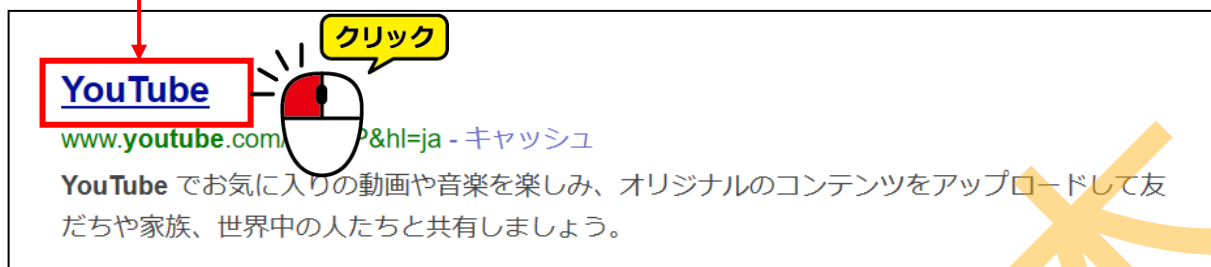 クリック
YouTube
www.youtube.com/ ?&hl=ja - キャッシュ
YouTube でお気に入りの動画や音楽を楽しみ、オリジナルのコンテンツをアップロードして友
だちや家族、世界中の人たちと共有しましょう。